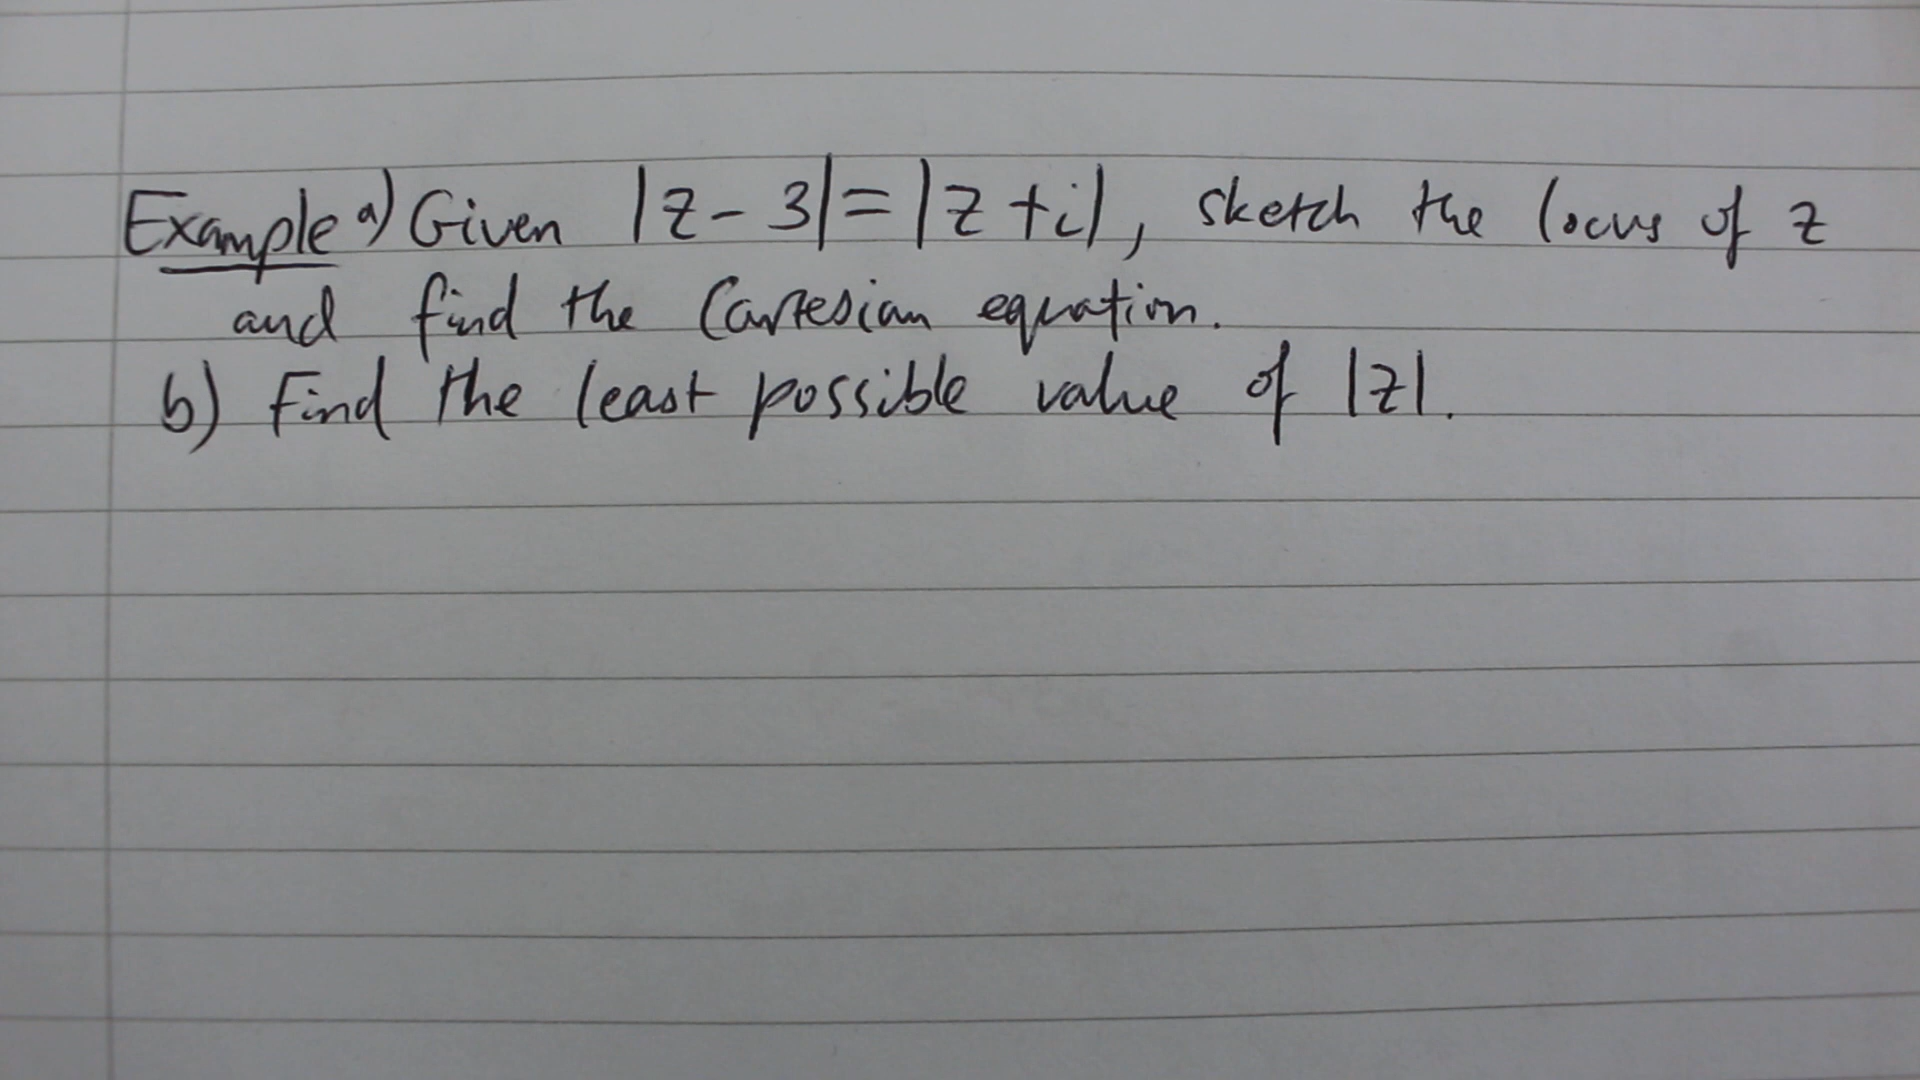 Example a) Given |z - 3| = |z + i|, sketch the locus of z
and find the Cartesian equation.
b) Find the least possible value of |z|.